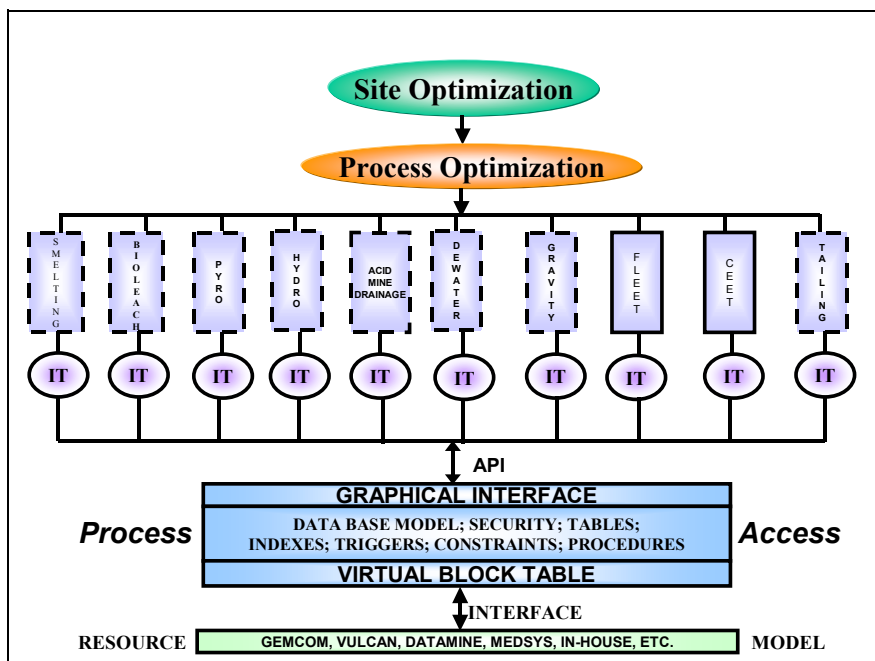 Site Optimization
Process Optimization
SMELTING
BIOLEACH
PYRO
HYDRO
ACID
MINE
DRAINAGE
DEWATER
GRAVITY
FLEET
CEET
TAILING
IT IT IT IT IT IT IT IT IT IT
API
GRAPHICAL INTERFACE
Process
DATA BASE MODEL; SECURITY; TABLES;
INDEXES; TRIGGERS; CONSTRAINTS; PROCEDURES
Access
VIRTUAL BLOCK TABLE
INTERFACE
RESOURCE GEMCOM, VULCAN, DATAMINE, MEDSYS, IN-HOUSE, ETC. MODEL